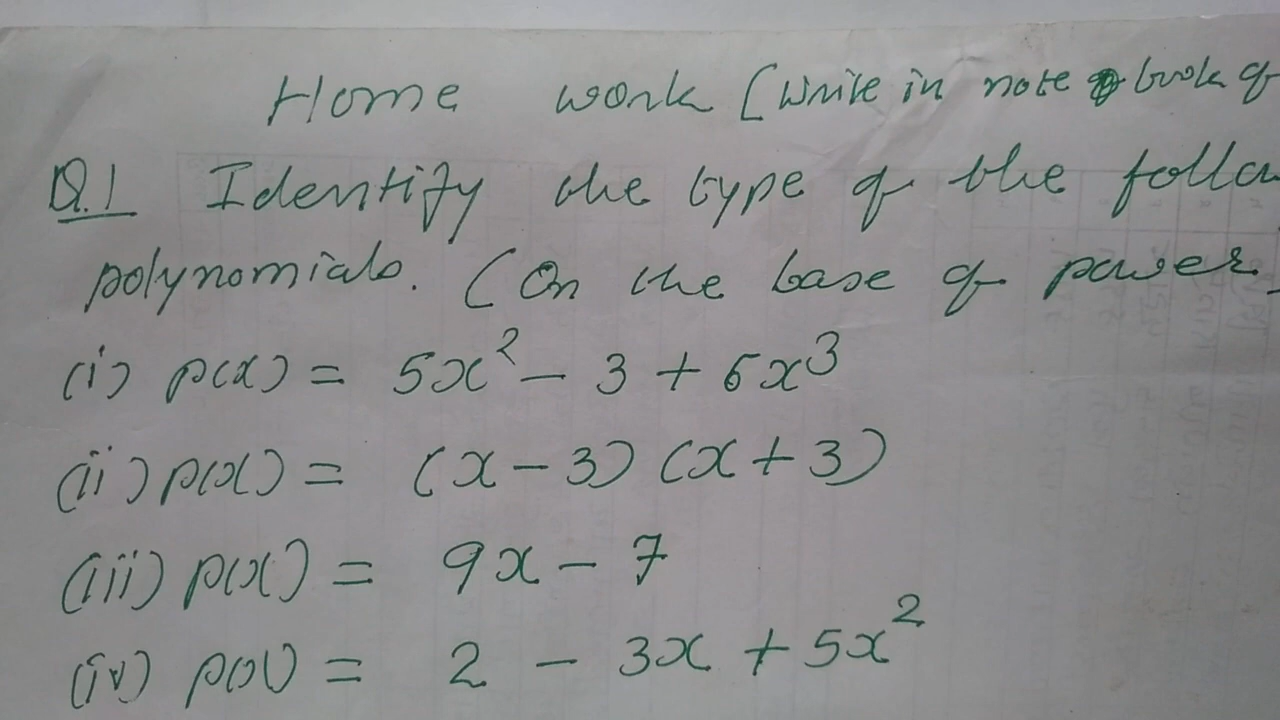 Home work (Write in note book of
Q.1 Identify the type of the follo
polynomials. (On the base of power
(i) p(x) = 5x² - 3 + 6x³
(ii) p(x) = (x - 3) (x + 3)
(iii) p(x) = 9x - 7
(iv) p(x) = 2 - 3x + 5x²